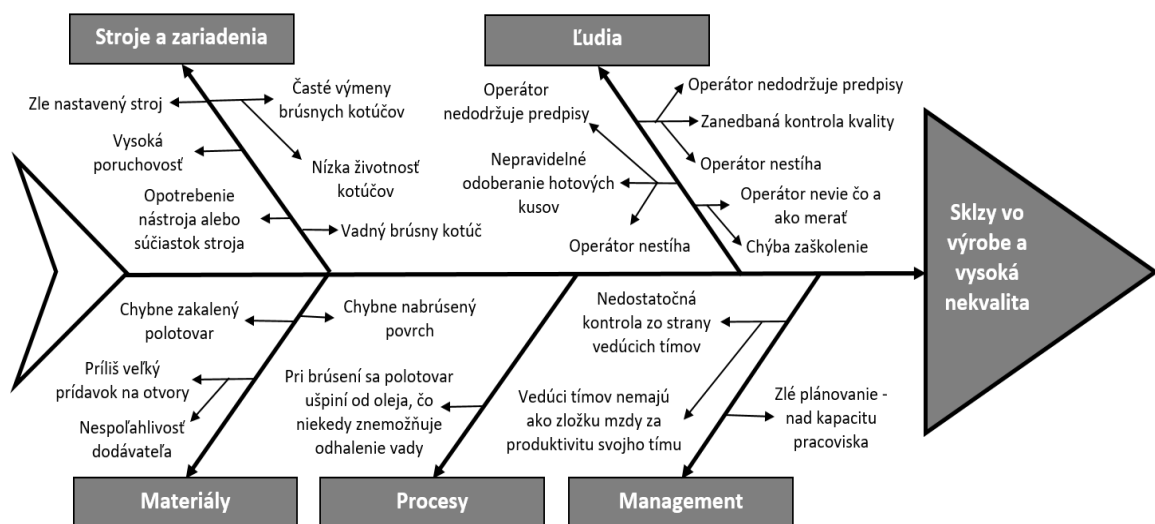 Stroje a zariadenia
Ľudia
Zle nastavený stroj
Časté výmeny
brúsnych kotúčov
Vysoká
poruchovosť
Nízka životnosť
kotúčov
Opotrebenie
nástroja alebo
súčiastok stroja
Vadný brúsny kotúč
Operátor
nedodržuje predpisy
Operátor nedodržuje predpisy
Zanedbaná kontrola kvality
Operátor nestíha
Nepravidelné
odoberanie hotových
kusov
Operátor nevie čo a
ako merať
Operátor nestíha
Chýba zaškolenie
Sklzy vo
výrobe a
vysoká
nekvalita
Chybne zakalený
polotovar
Chybne nabrúsený
povrch
Príliš veľký
prídavok na otvory
Nespoľahlivosť
dodávateľa
Pri brúsení sa polotovar
ušpiní od oleja, čo
niekedy znemožňuje
odhalenie vady
Nedostatočná
kontrola zo strany
vedúcich tímov
Vedúci tímov nemajú
ako zložku mzdy za
produktivitu svojho tímu
Zlé plánovanie -
nad kapacitu
pracoviska
Materiály
Procesy
Management